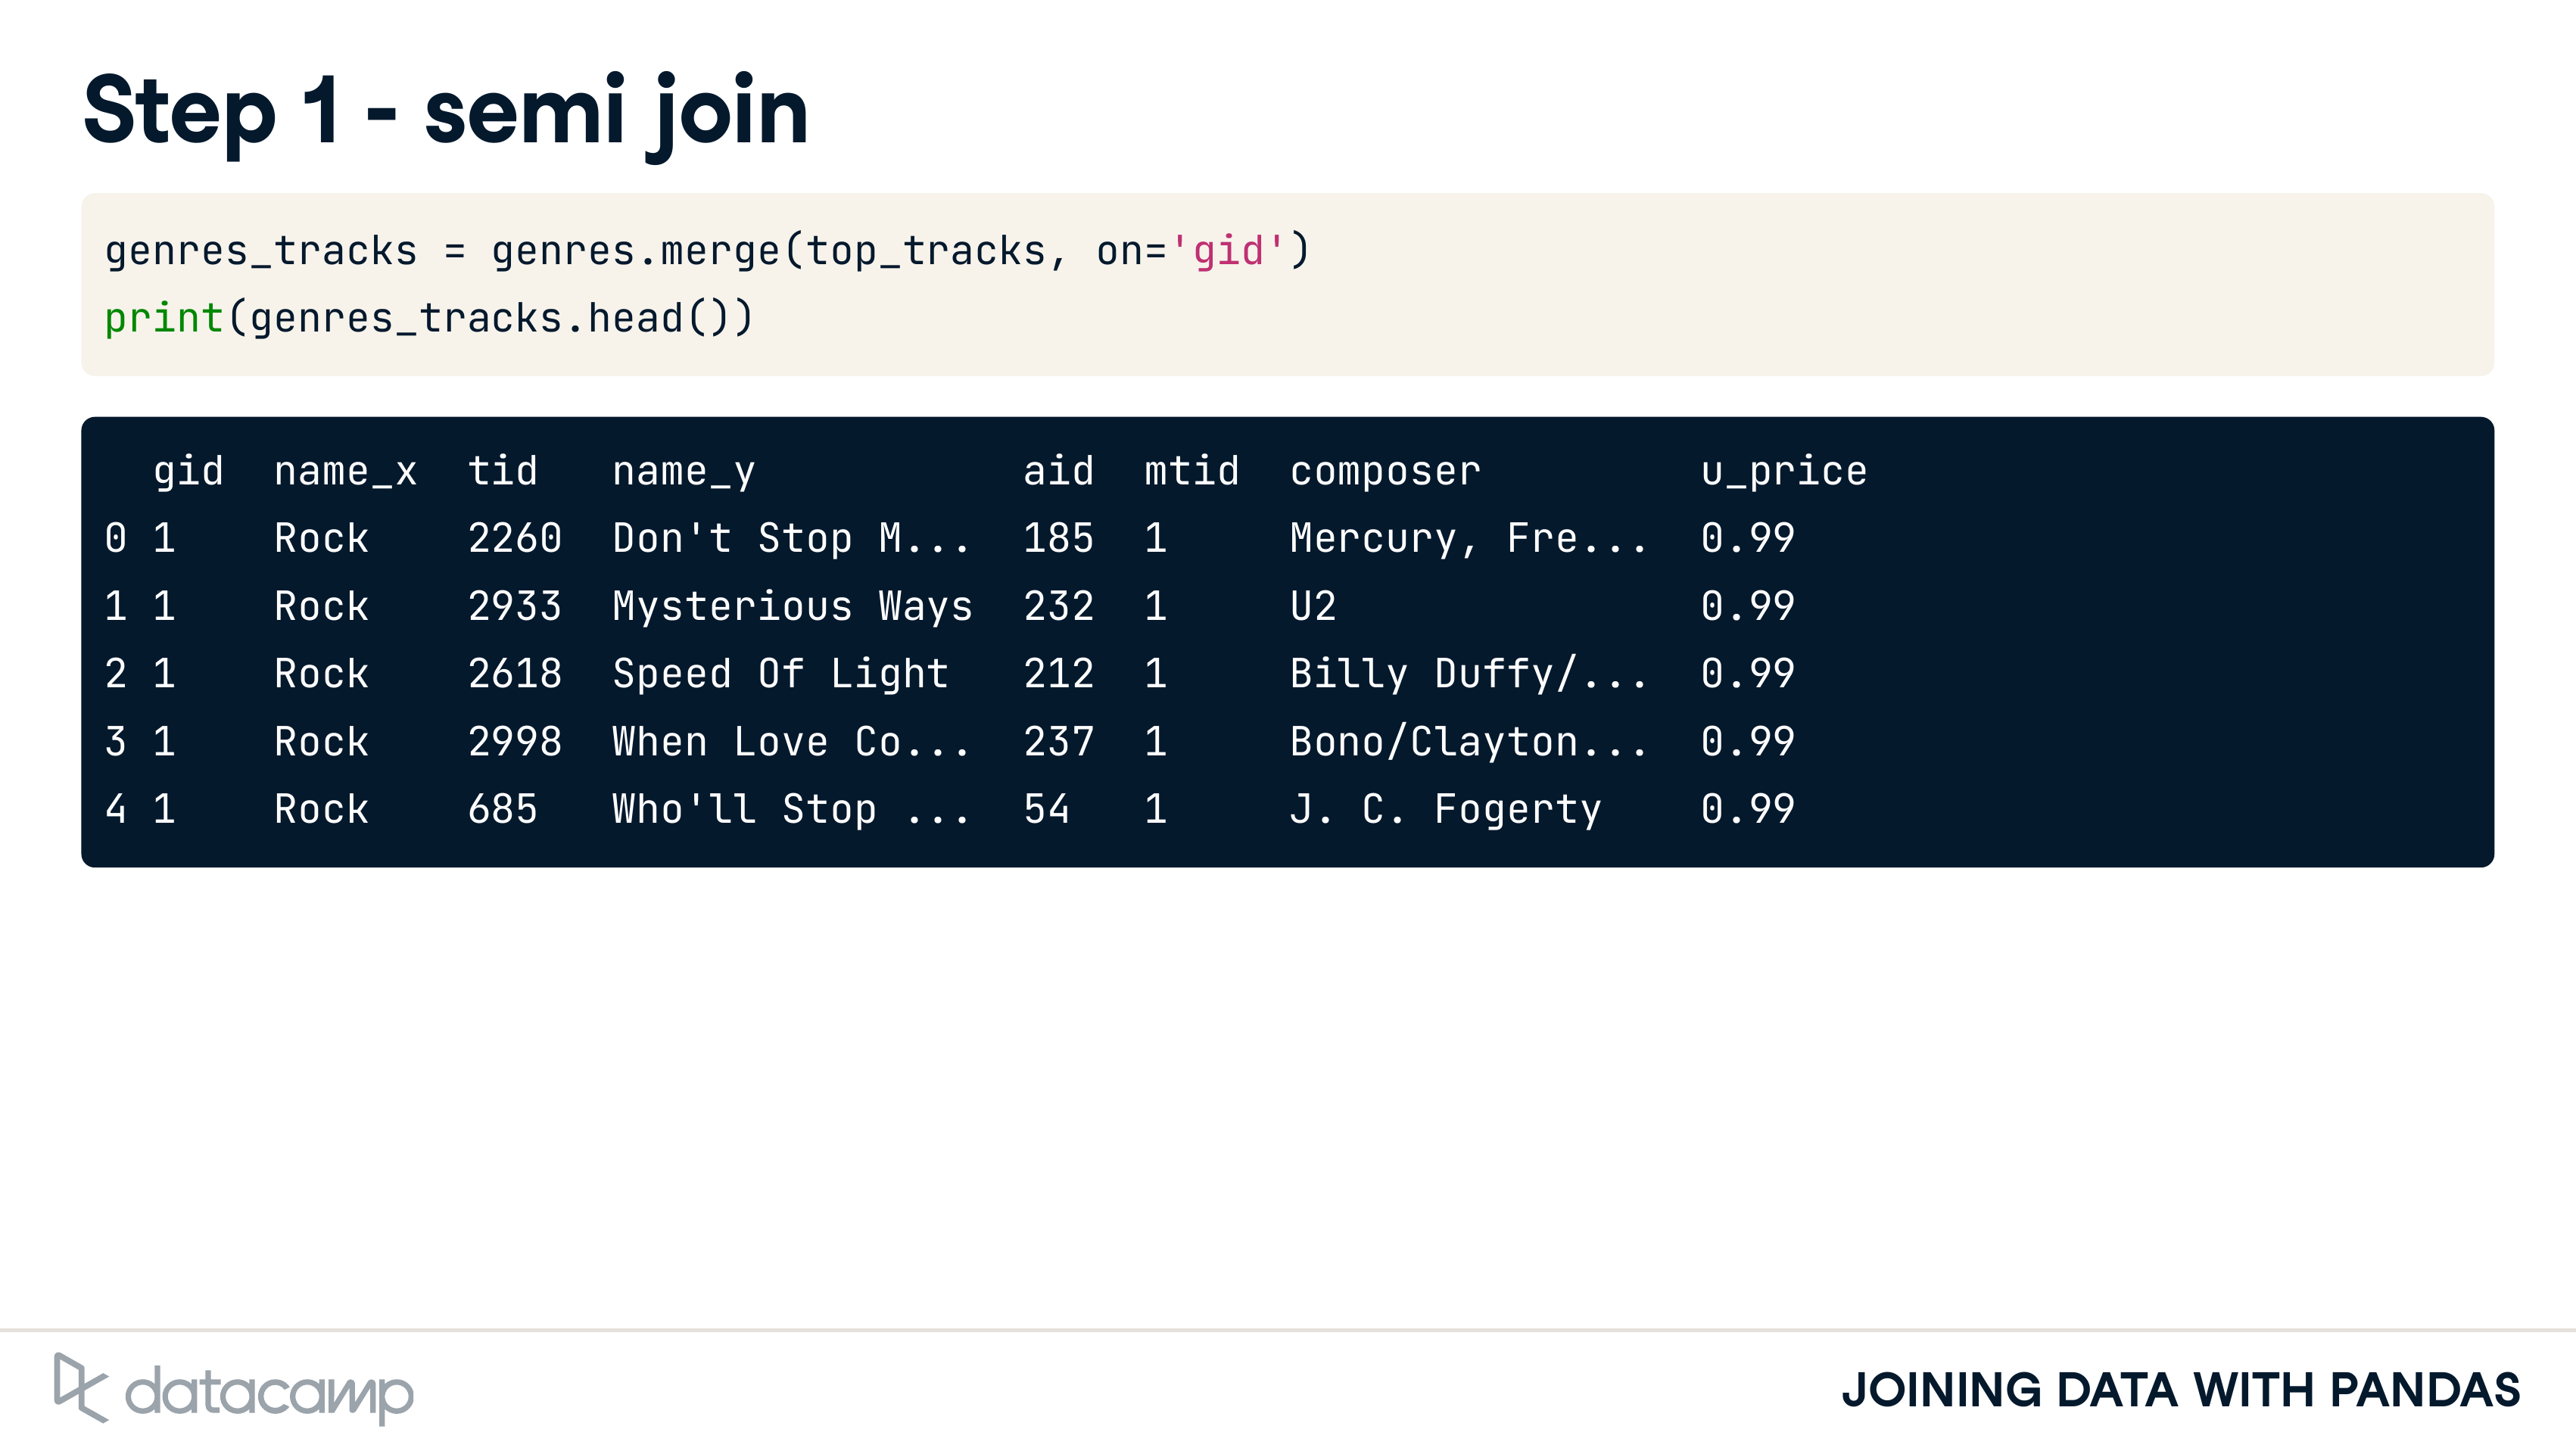 Step 1 - semi join
genres_tracks = genres.merge(top_tracks, on='gid')
print(genres_tracks.head())
  gid  name_x  tid   name_y           aid  mtid  composer         u_price
0 1    Rock    2260  Don't Stop M...  185  1     Mercury, Fre...  0.99
1 1    Rock    2933  Mysterious Ways  232  1     U2               0.99
2 1    Rock    2618  Speed Of Light   212  1     Billy Duffy/...  0.99
3 1    Rock    2998  When Love Co...  237  1     Bono/Clayton...  0.99
4 1    Rock    685   Who'll Stop ...  54   1     J. C. Fogerty    0.99
datacamp
JOINING DATA WITH PANDAS